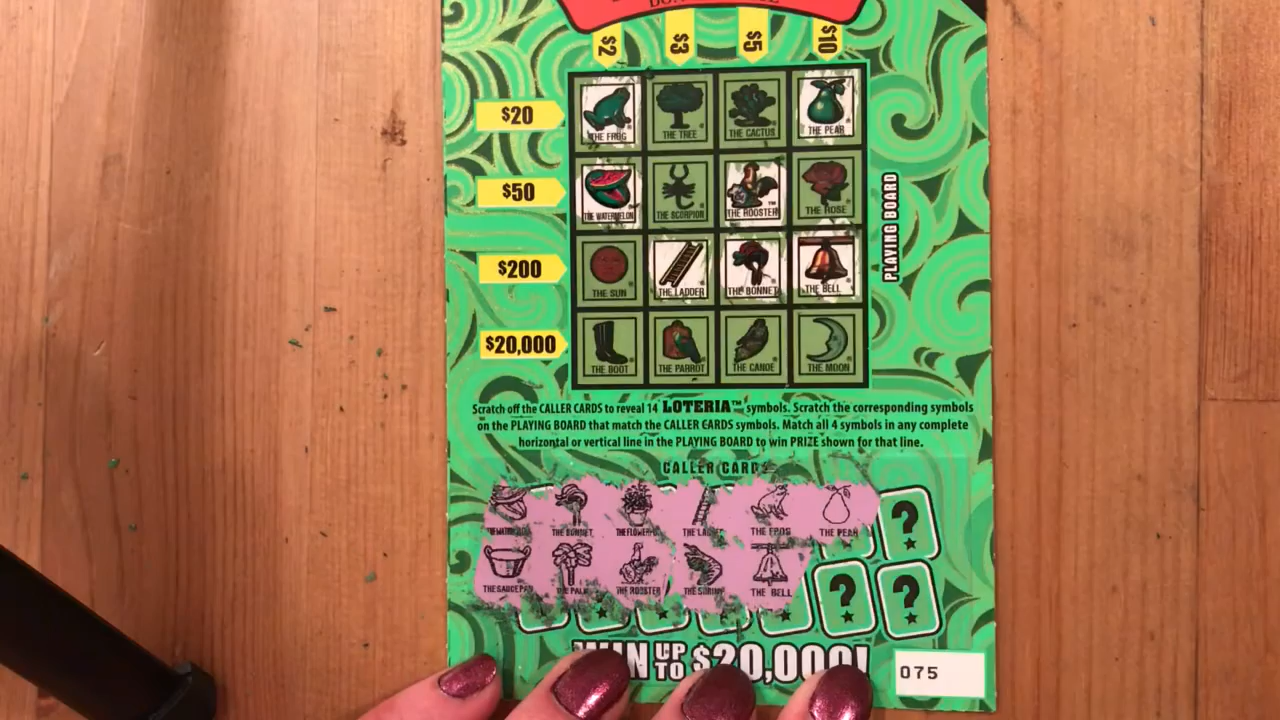 $2 $3 $5 $10
$20
THE FROG THE TREE THE CACTUS THE PEAR
$50
THE WATERMELON THE SCORPION THE ROOSTER THE ROSE
PLAYING BOARD
$200
THE SUN THE LADDER THE BONNET THE BELL
$20,000
THE BOOT THE PARROT THE CANOE THE MOON
Scratch off the CALLER CARDS to reveal 14 LOTERIA™ symbols. Scratch the corresponding symbols
on the PLAYING BOARD that match the CALLER CARDS symbols. Match all 4 symbols in any complete
horizontal or vertical line in the PLAYING BOARD to win PRIZE shown for that line.
CALLER CARDS
THE BONNET THE FROG THE PEAR ?
THE SAUCEPAN THE PALM THE ROOSTER THE SHRIMP THE BELL ? ?
WIN UP TO $20,000!
075